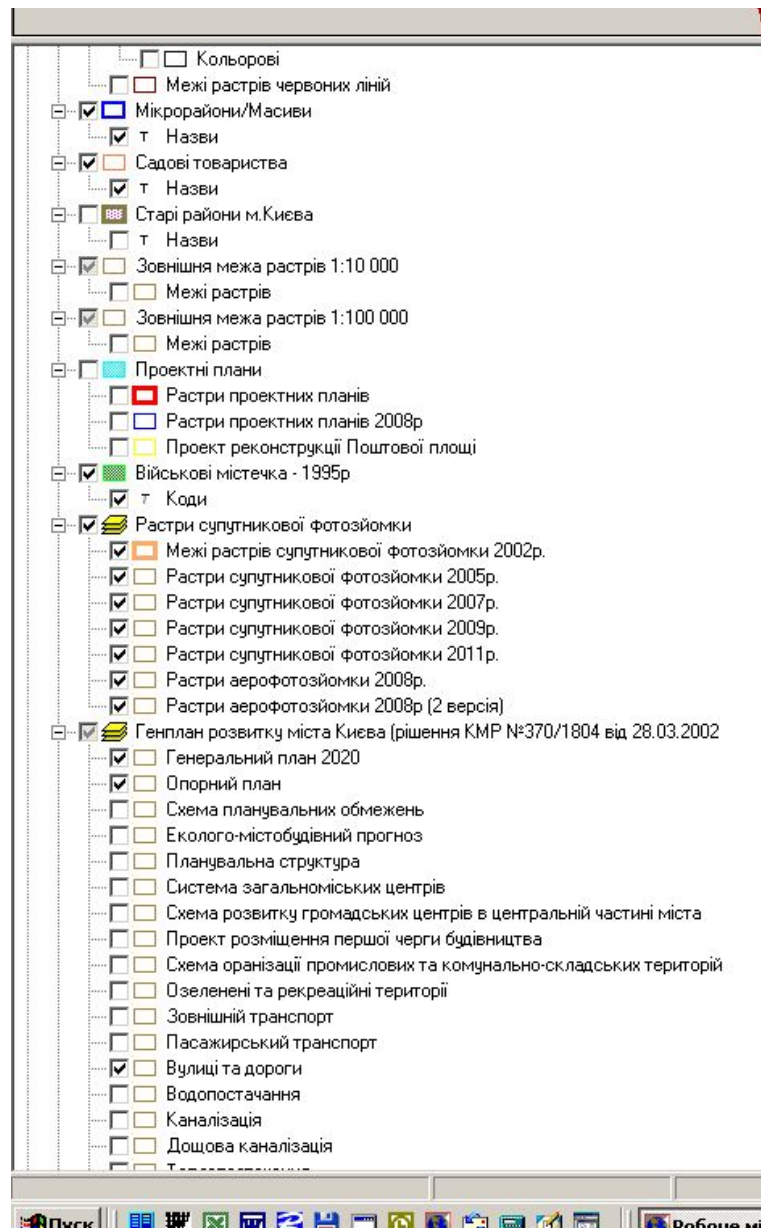 Кольорові
Межі растрів червоних ліній
Мікрорайони/Масиви
T Назви
Садові товариства
T Назви
Старі райони м.Києва
T Назви
Зовнішня межа растрів 1:10 000
Межі растрів
Зовнішня межа растрів 1:100 000
Межі растрів
Проектні плани
Растри проектних планів
Растри проектних планів 2008р
Проект реконструкції Поштової площі
Військові містечка - 1995р
T Коди
Растри супутникової фотозйомки
Межі растрів супутникової фотозйомки 2002р.
Растри супутникової фотозйомки 2005р.
Растри супутникової фотозйомки 2007р.
Растри супутникової фотозйомки 2009р.
Растри супутникової фотозйомки 2011р.
Растри аерофотозйомки 2008р.
Растри аерофотозйомки 2008р (2 версія)
Генплан розвитку міста Києва (рішення КМР №370/1804 від 28.03.2002
Генеральний план 2020
Опорний план
Схема планувальних обмежень
Еколого-містобудівний прогноз
Планувальна структура
Система загальноміських центрів
Схема розвитку громадських центрів в центральній частині міста
Проект розміщення першої черги будівництва
Схема оранізації промислових та комунально-складських територій
Озеленені та рекреаційні території
Зовнішній транспорт
Пасажирський транспорт
Вулиці та дороги
Водопостачання
Каналізація
Дощова каналізація
Пуск
Робоче